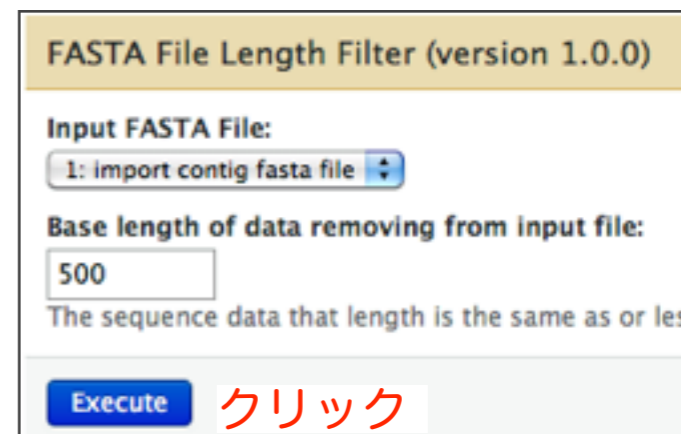 FASTA File Length Filter (version 1.0.0)
Input FASTA File:
1: import contig fasta file
Base length of data removing from input file:
500
The sequence data that length is the same as or
Execute クリック